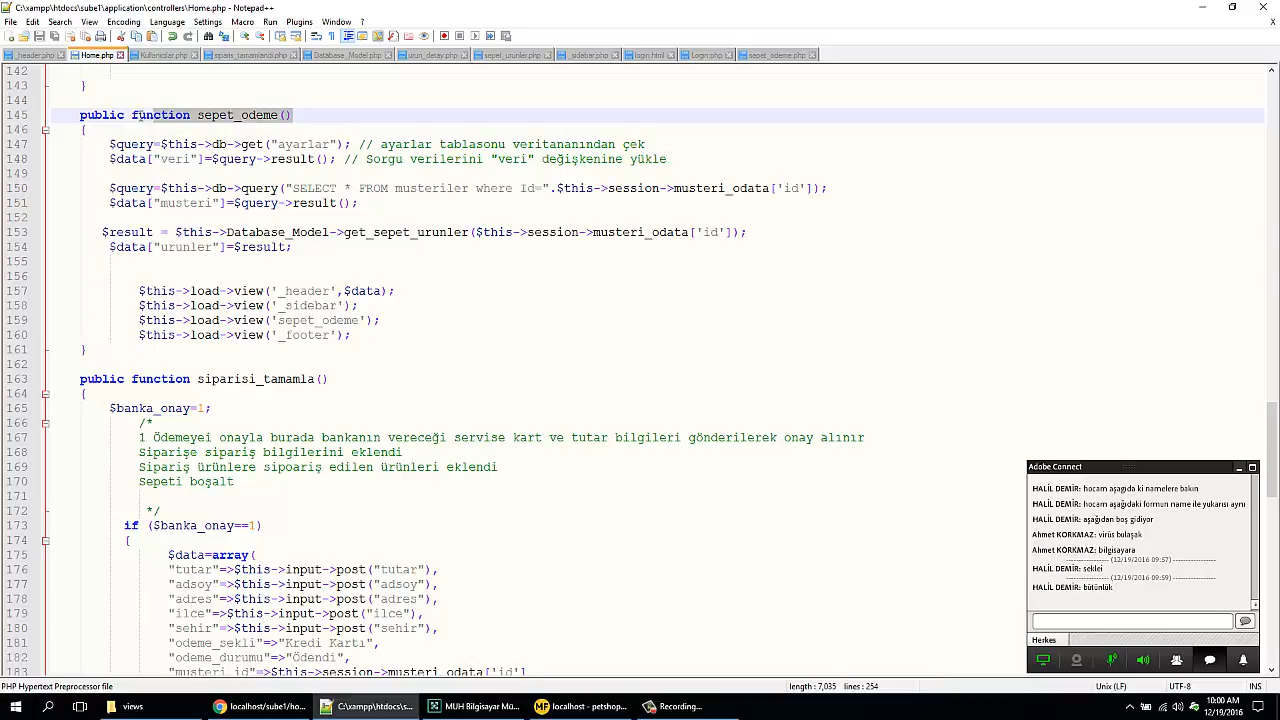 C:\xampp\htdocs\sube1\application\controllers\Home.php - Notepad++
File Edit Search View Encoding Language Settings Macro Run Plugins Window ?
_header.php Home.php Kullanicilar.php siparis_tamamlandi.php Database_Model.php urun_detay.php sepet_urunler.php _sidebar.php login.html Login.php sepet_odeme.php
142
143 }
144
145 public function sepet_odeme()
146 {
147 $query=$this->db->get("ayarlar"); // ayarlar tablasonu veritananından çek
148 $data["veri"]=$query->result(); // Sorgu verilerini "veri" değişkenine yükle
149
150 $query=$this->db->query("SELECT * FROM musteriler where Id=".$this->session->musteri_odata['id']);
151 $data["musteri"]=$query->result();
152
153 $result = $this->Database_Model->get_sepet_urunler($this->session->musteri_odata['id']);
154 $data["urunler"]=$result;
155
156
157 $this->load->view('_header',$data);
158 $this->load->view('_sidebar');
159 $this->load->view('sepet_odeme');
160 $this->load->view('_footer');
161 }
162
163 public function siparisi_tamamla()
164 {
165 $banka_onay=1;
166 /*
167 1 Ödemeyei onayla burada bankanın vereceği servise kart ve tutar bilgileri gönderilerek onay alınır
168 Siparişe sipariş bilgilerini eklendi
169 Sipariş ürünlere sipoariş edilen ürünleri eklendi
170 Sepeti boşalt
171
172 */
173 if ($banka_onay==1)
174 {
175 $data=array(
176 "tutar"=>$this->input->post("tutar"),
177 "adsoy"=>$this->input->post("adsoy"),
178 "adres"=>$this->input->post("adres"),
179 "ilce"=>$this->input->post("ilce"),
180 "sehir"=>$this->input->post("sehir"),
181 "odeme_sekli"=>"Kredi Kartı",
182 "odeme_durumu"=>"Ödendi",
183 "musteri_id"=>$this->session->musteri_odata['id']
Adobe Connect
HALİL DEMİR: hocam aşagıda ki namelere bakın
HALİL DEMİR: hocam aşağıdaki formun name ile yukarısı aynı
HALİL DEMİR: aşağıdan boş gidiyor
Ahmet KORKMAZ: virüs bulaşak
Ahmet KORKMAZ: bilgisayara
---------------- (12/19/2016 09:57) ----------------
HALİL DEMİR: seklei
---------------- (12/19/2016 09:59) ----------------
HALİL DEMİR: bütünlük
Herkes
PHP Hypertext Preprocessor file length : 7,035 lines : 254 Unix (LF) UTF-8 INS
views localhost/sube1/ho... C:\xampp\htdocs\s... MUH Bilgisayar Mü... localhost - petshop... Recording...
10:00 AM
12/19/2016